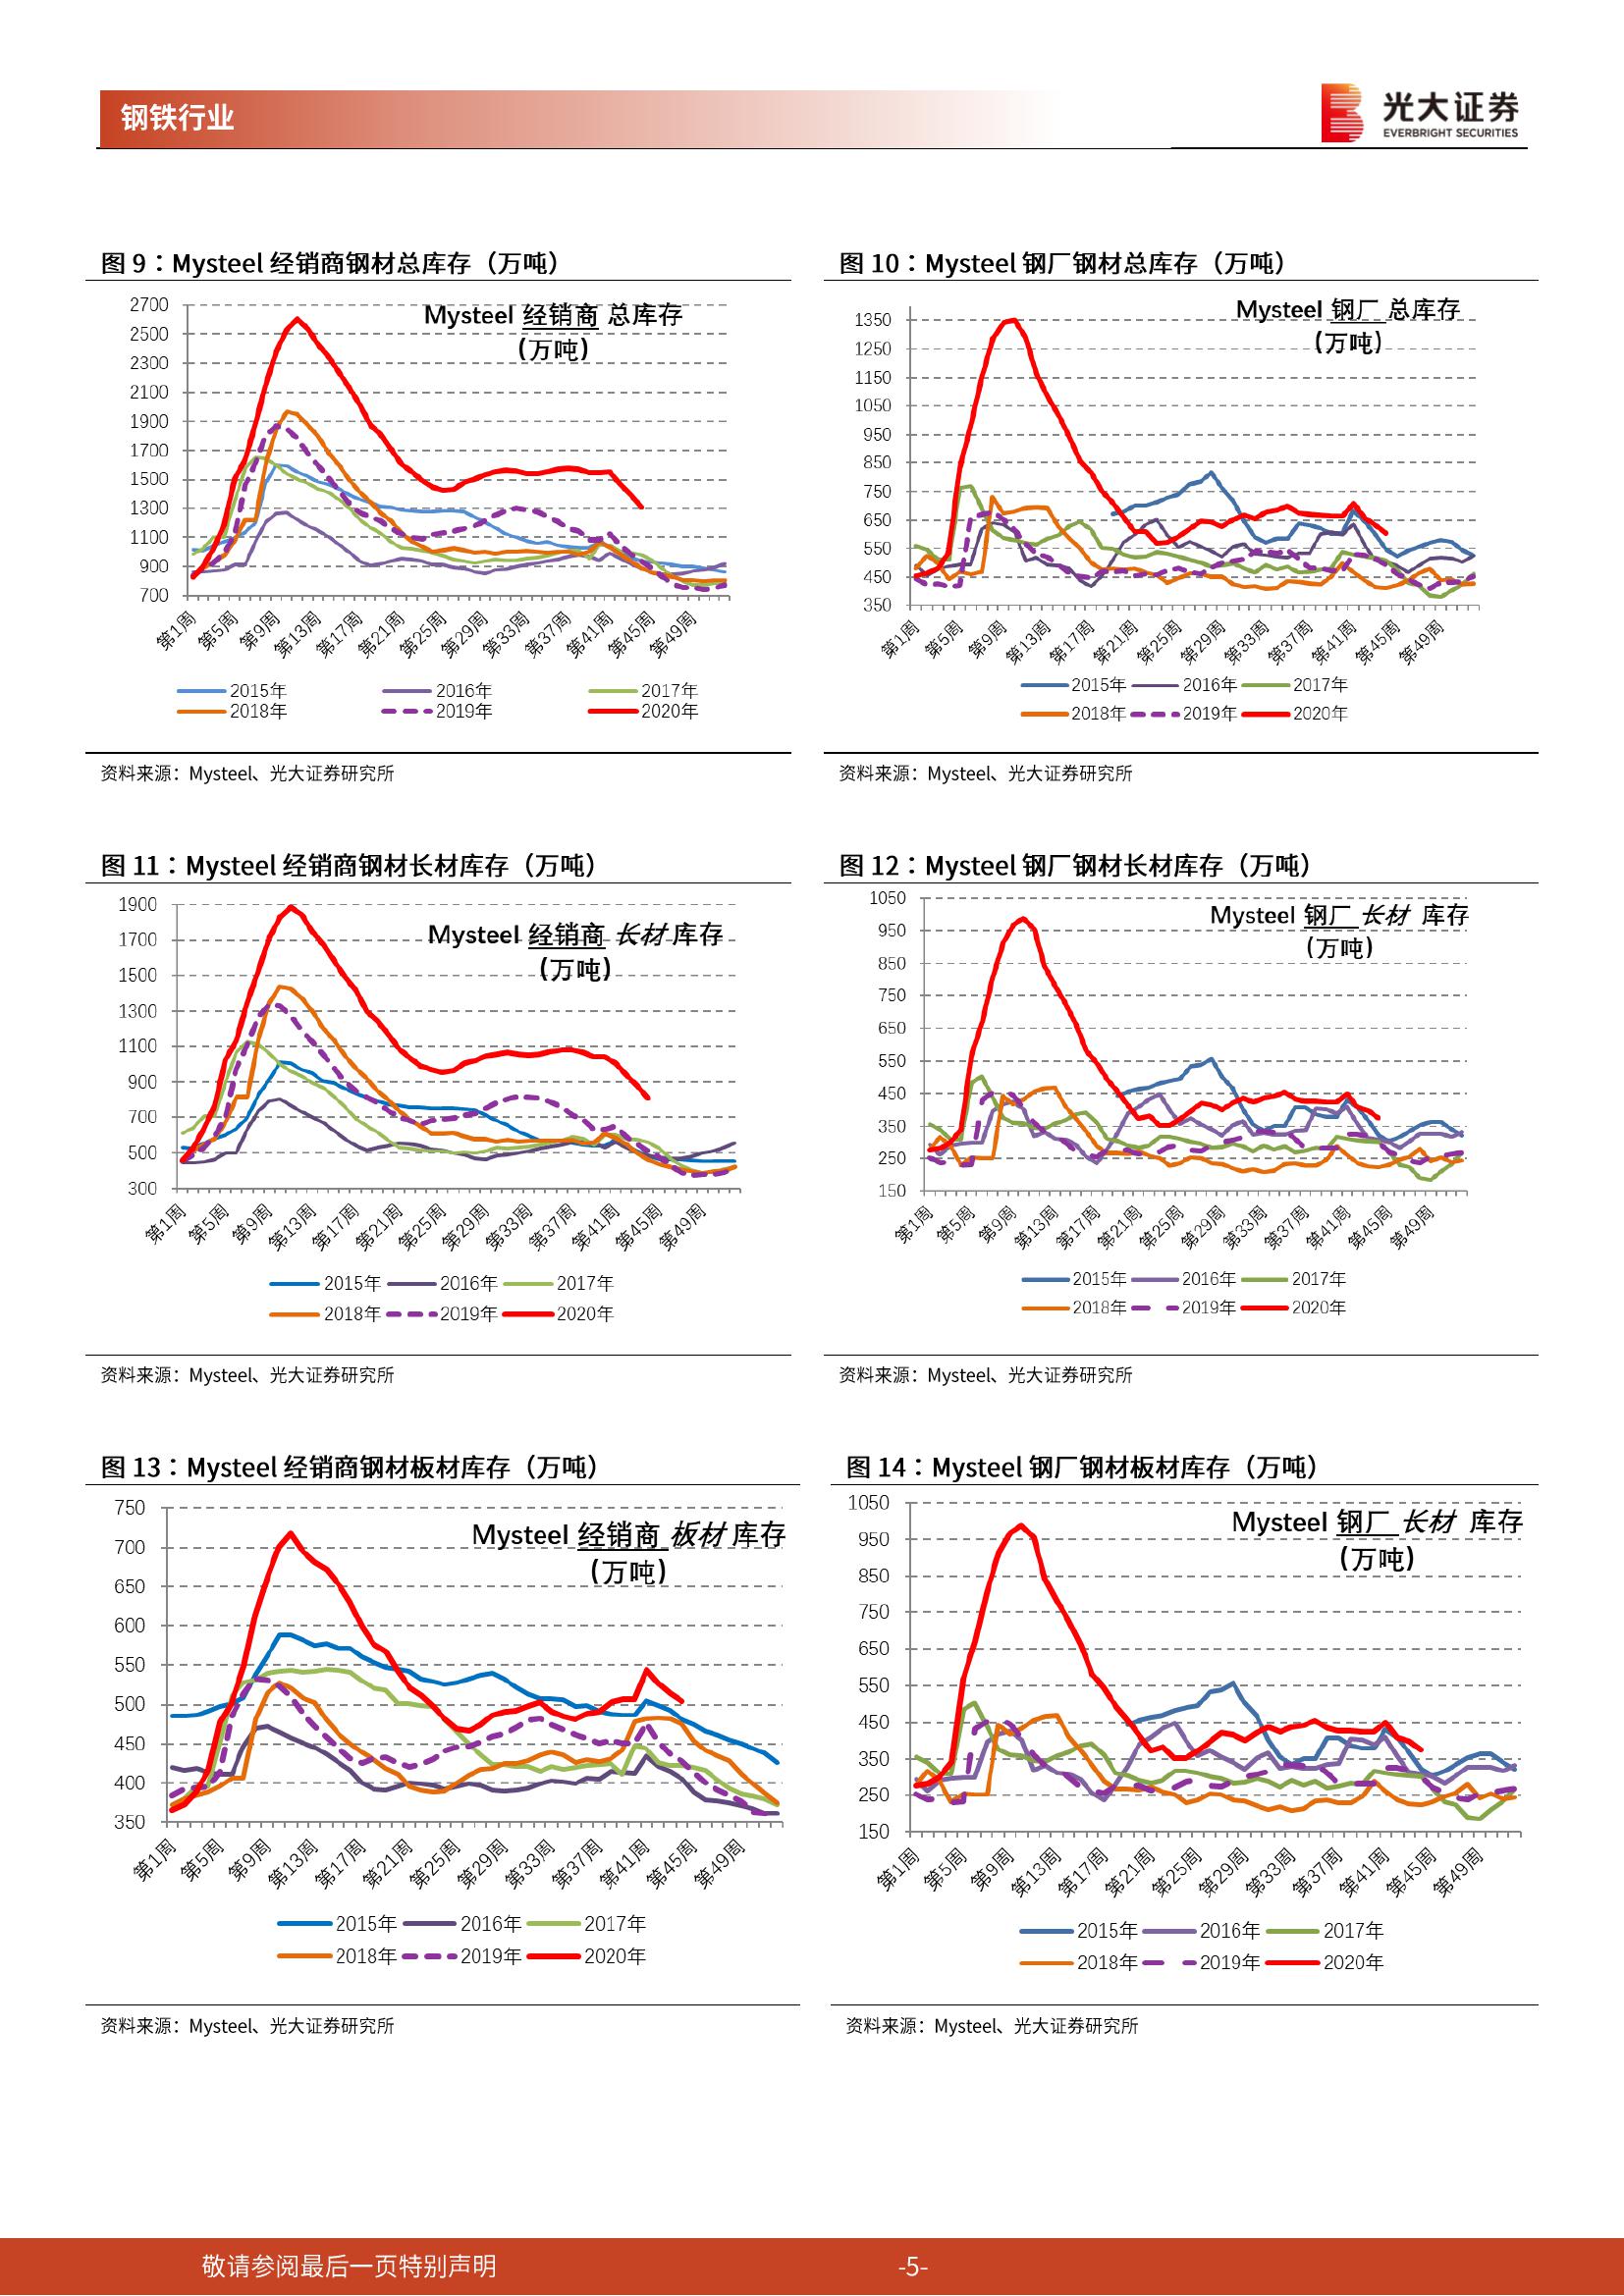 钢铁行业
光大证券
EVERBRIGHT SECURITIES
图 9：Mysteel 经销商钢材总库存（万吨）
Mysteel 经销商 总库存
（万吨）
2700
2500
2300
2100
1900
1700
1500
1300
1100
900
700
第1周 第5周 第9周 第13周 第17周 第21周 第25周 第29周 第33周 第37周 第41周 第45周 第49周
2015年 2016年 2017年
2018年 2019年 2020年
资料来源：Mysteel、光大证券研究所
图 10：Mysteel 钢厂钢材总库存（万吨）
Mysteel 钢厂 总库存
（万吨）
1350
1250
1150
1050
950
850
750
650
550
450
350
第1周 第5周 第9周 第13周 第17周 第21周 第25周 第29周 第33周 第37周 第41周 第45周 第49周
2015年 2016年 2017年
2018年 2019年 2020年
资料来源：Mysteel、光大证券研究所
图 11：Mysteel 经销商钢材长材库存（万吨）
Mysteel 经销商 长材 库存
（万吨）
1900
1700
1500
1300
1100
900
700
500
300
第1周 第5周 第9周 第13周 第17周 第21周 第25周 第29周 第33周 第37周 第41周 第45周 第49周
2015年 2016年 2017年
2018年 2019年 2020年
资料来源：Mysteel、光大证券研究所
图 12：Mysteel 钢厂钢材长材库存（万吨）
Mysteel 钢厂 长材 库存
（万吨）
1050
950
850
750
650
550
450
350
250
150
第1周 第5周 第9周 第13周 第17周 第21周 第25周 第29周 第33周 第37周 第41周 第45周 第49周
2015年 2016年 2017年
2018年 2019年 2020年
资料来源：Mysteel、光大证券研究所
图 13：Mysteel 经销商钢材板材库存（万吨）
Mysteel 经销商 板材 库存
（万吨）
750
700
650
600
550
500
450
400
350
第1周 第5周 第9周 第13周 第17周 第21周 第25周 第29周 第33周 第37周 第41周 第45周 第49周
2015年 2016年 2017年
2018年 2019年 2020年
资料来源：Mysteel、光大证券研究所
图 14：Mysteel 钢厂钢材板材库存（万吨）
Mysteel 钢厂 长材 库存
（万吨）
1050
950
850
750
650
550
450
350
250
150
第1周 第5周 第9周 第13周 第17周 第21周 第25周 第29周 第33周 第37周 第41周 第45周 第49周
2015年 2016年 2017年
2018年 2019年 2020年
资料来源：Mysteel、光大证券研究所
敬请参阅最后一页特别声明
-5-